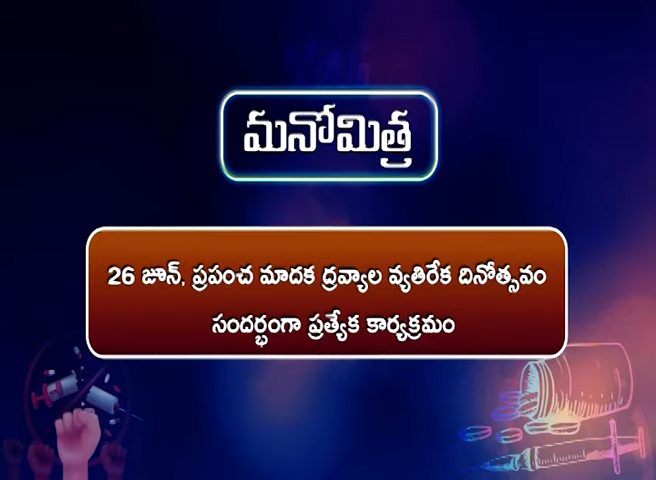 మనోమిత్ర
26 జూన్, ప్రపంచ మాదక ద్రవ్యాల వ్యతిరేక దినోత్సవం
సందర్భంగా ప్రత్యేక కార్యక్రమం